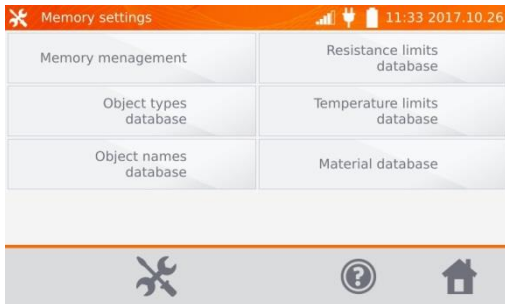 Memory settings
11:33 2017.10.26
Memory menagement
Resistance limits
database
Object types
database
Temperature limits
database
Object names
database
Material database